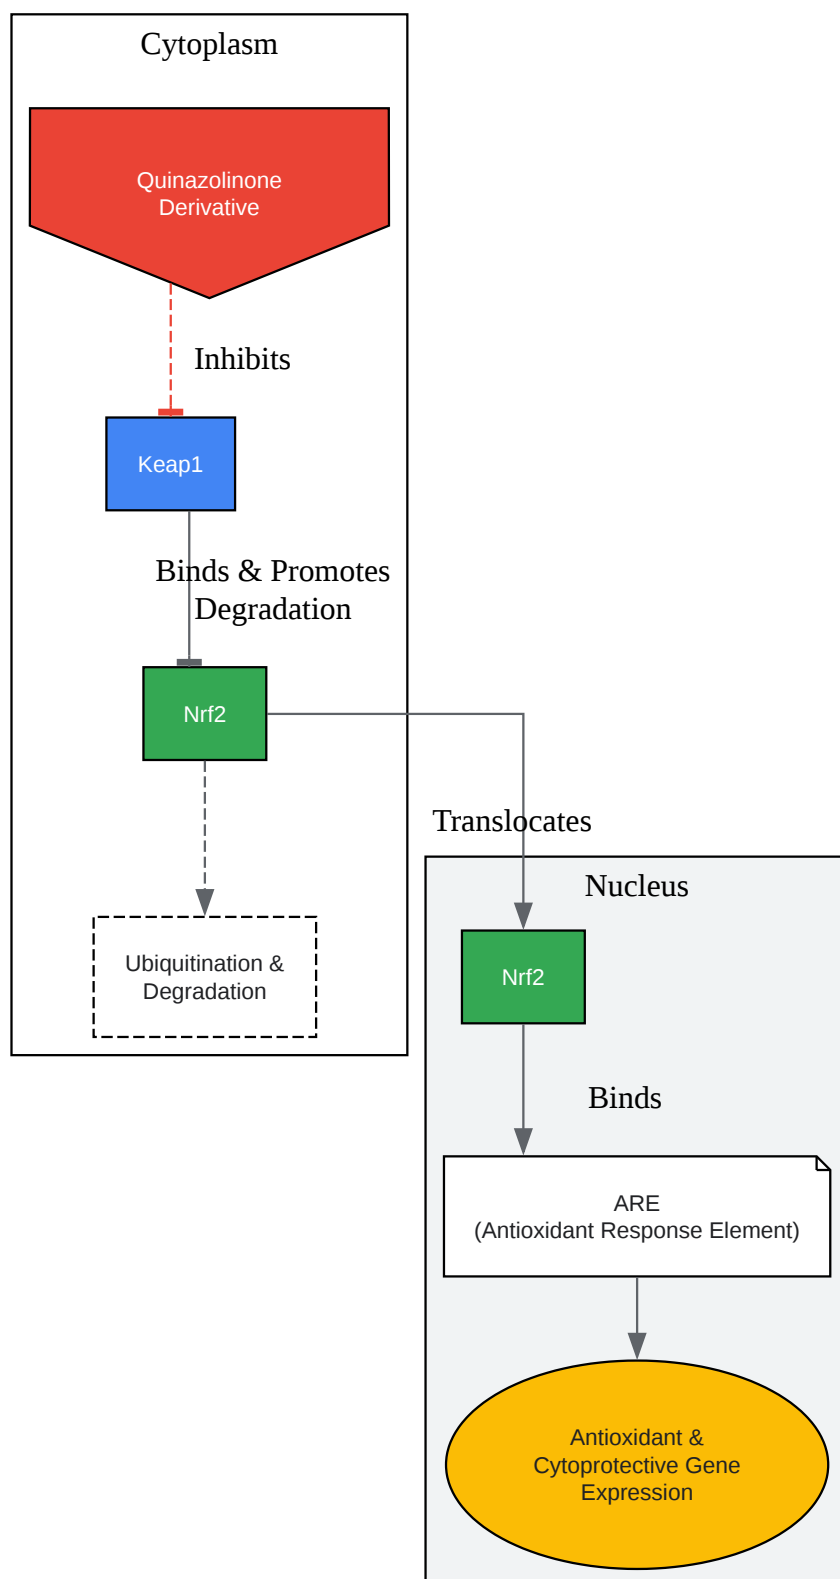 Cytoplasm
Quinazolinone
Derivative
Inhibits
Keap1
Binds & Promotes
Degradation
Nrf2
Translocates
Ubiquitination &
Degradation
Nucleus
Nrf2
Binds
ARE
(Antioxidant Response Element)
Antioxidant &
Cytoprotective Gene
Expression